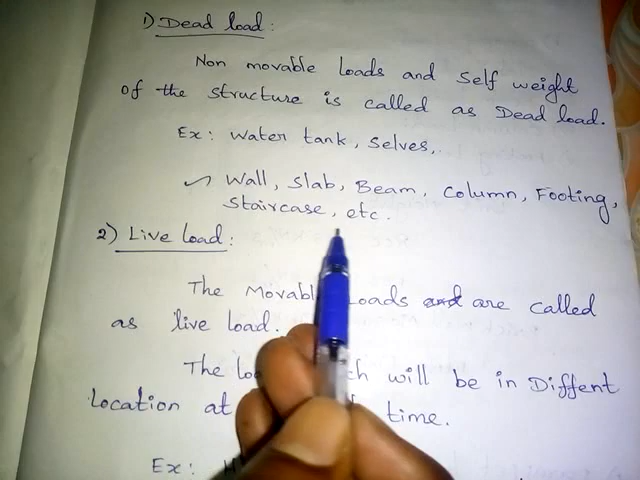 1) Dead load:
Non movable loads and Self weight
of the structure is called as Dead load.
Ex: water tank, selves,
Wall, slab, Beam, column, Footing,
staircase, etc.
2) Live load:
The Movabl loads and are called
as live load.
The lo ch will be in Diffent
location at time.
Ex: